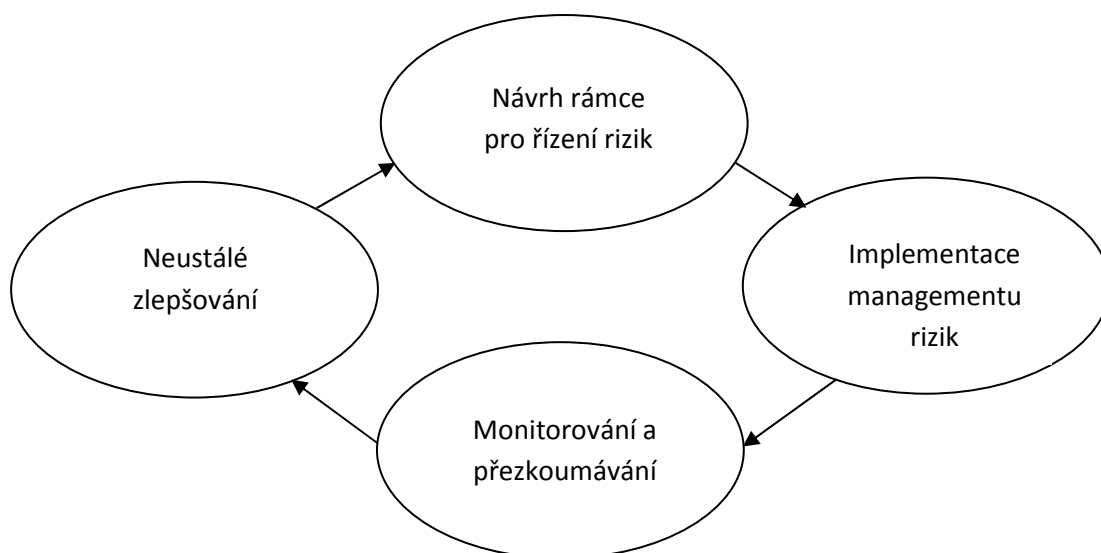 Návrh rámce
pro řízení rizik
Implementace
managementu
rizik
Monitorování a
přezkoumávání
Neustálé
zlepšování